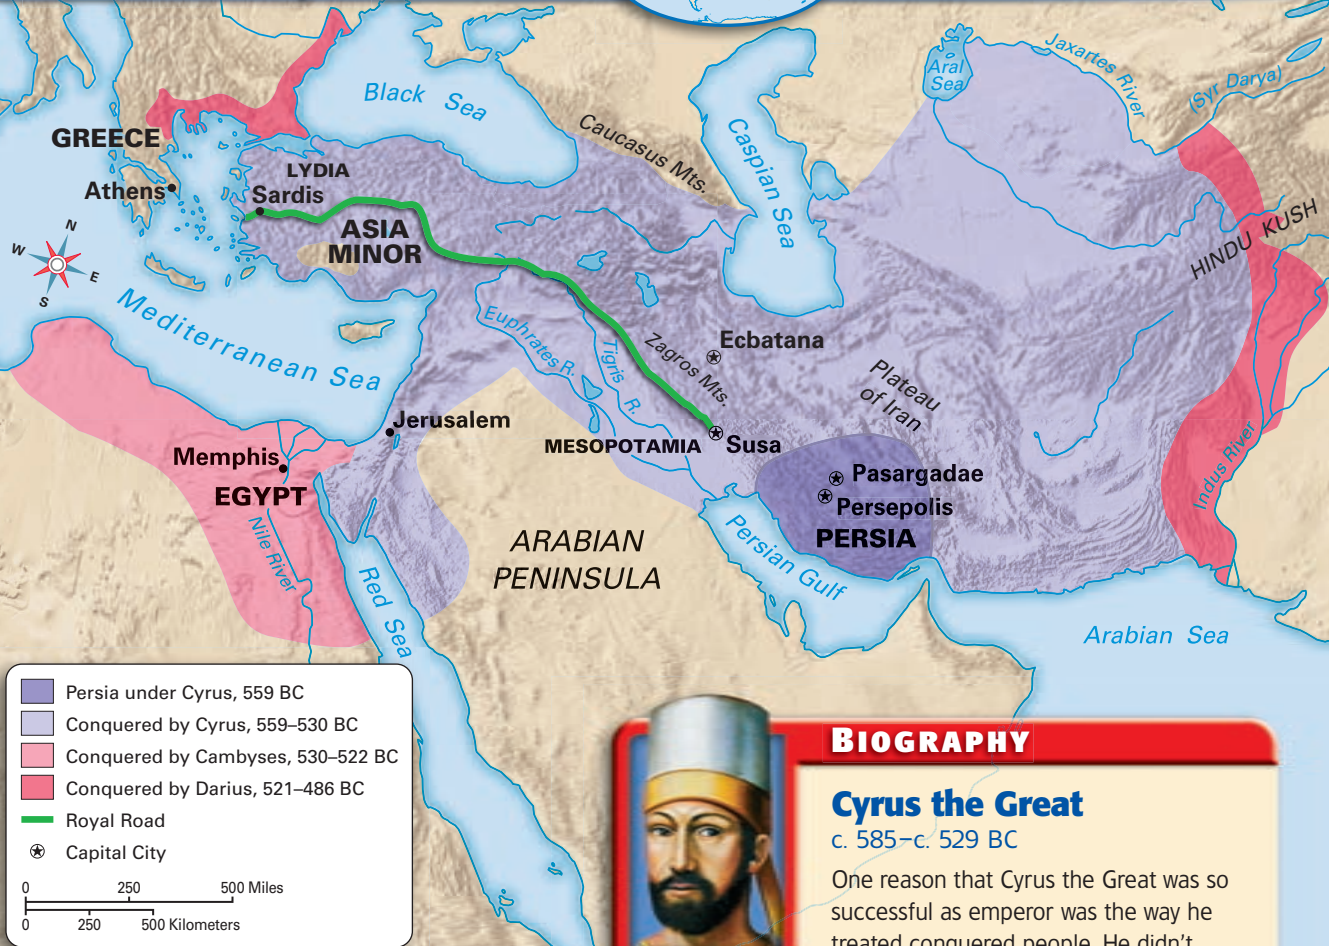 Black Sea
Aral
Sea
Jaxartes River
(Syr Darya)
GREECE
Caucasus Mts.
Caspian Sea
Athens
LYDIA
Sardis
ASIA
MINOR
HINDU KUSH
N
W
E
S
Mediterranean Sea
Euphrates R.
Tigris
R.
Zagros Mts.
Ecbatana
Plateau
of Iran
Jerusalem
MESOPOTAMIA
Susa
Memphis
EGYPT
Pasargadae
Persepolis
PERSIA
Indus River
Nile River
Red Sea
ARABIAN
PENINSULA
Persian Gulf
Arabian Sea
Persia under Cyrus, 559 BC
Conquered by Cyrus, 559–530 BC
Conquered by Cambyses, 530–522 BC
Conquered by Darius, 521–486 BC
Royal Road
Capital City
0 250 500 Miles
0 250 500 Kilometers
BIOGRAPHY
Cyrus the Great
c. 585–c. 529 BC
One reason that Cyrus the Great was so
successful as emperor was the way he
treated conquered people. He didn't